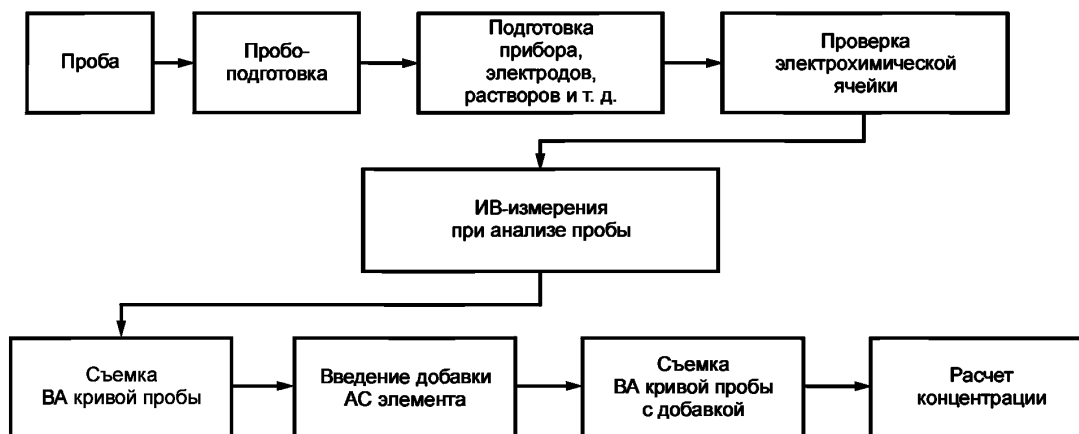 Проба
Пробо-
подготовка
Подготовка
прибора,
электродов,
растворов и т. д.
Проверка
электрохимической
ячейки
ИВ-измерения
при анализе пробы
Съемка
ВА кривой пробы
Введение добавки
АС элемента
Съемка
ВА кривой пробы
с добавкой
Расчет
концентрации